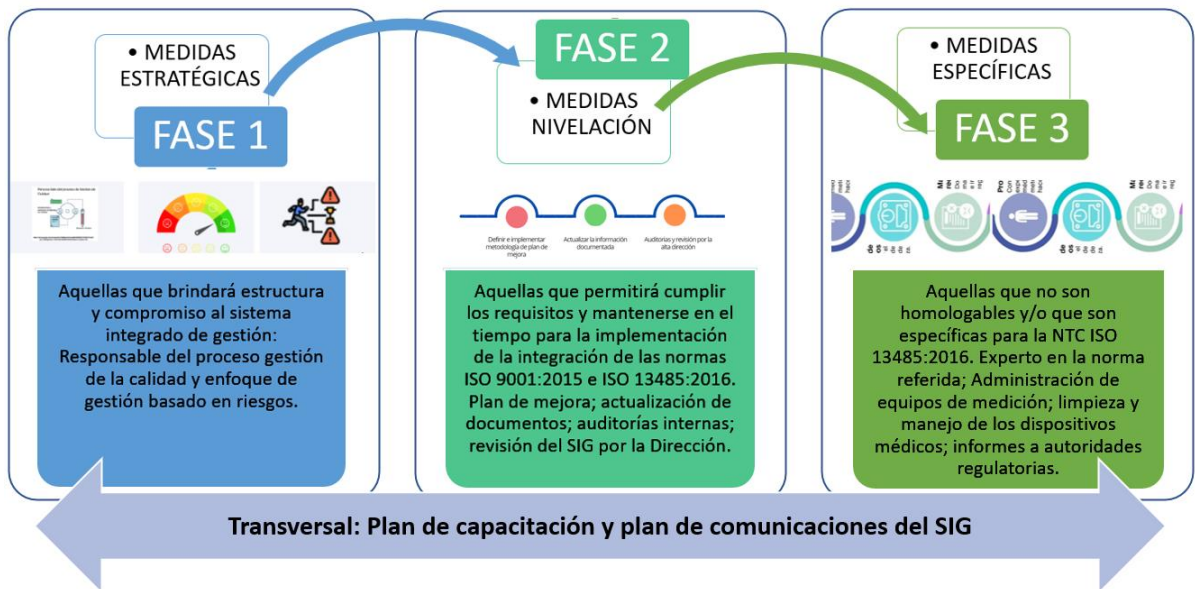 • MEDIDAS
ESTRATÉGICAS
FASE 1
Aquellas que brindará estructura
y compromiso al sistema
integrado de gestión:
Responsable del proceso gestión
de la calidad y enfoque de
gestión basado en riesgos.
FASE 2
• MEDIDAS
NIVELACIÓN
Definir e implementar
metodología de plan de
mejora
Actualizar la información
documentada
Auditorias y revisión por la
alta dirección
Aquellas que permitirá cumplir
los requisitos y mantenerse en el
tiempo para la implementación
de la integración de las normas
ISO 9001:2015 e ISO 13485:2016.
Plan de mejora; actualización de
documentos; auditorías internas;
revisión del SIG por la Dirección.
• MEDIDAS
ESPECÍFICAS
FASE 3
Aquellas que no son
homologables y/o que son
específicas para la NTC ISO
13485:2016. Experto en la norma
referida; Administración de
equipos de medición; limpieza y
manejo de los dispositivos
médicos; informes a autoridades
regulatorias.
Transversal: Plan de capacitación y plan de comunicaciones del SIG